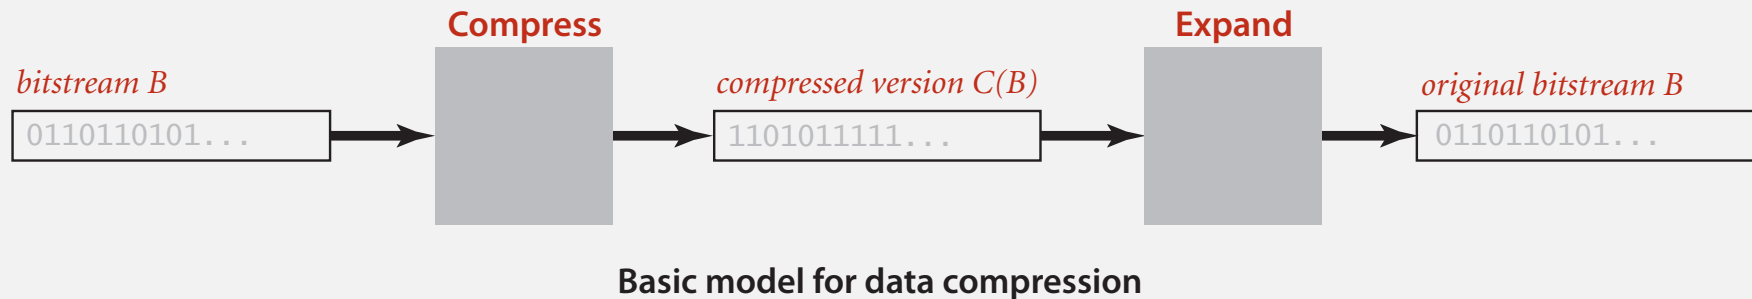 Compress
Expand
bitstream B
compressed version C(B)
original bitstream B
0110110101...
1101011111...
0110110101...
Basic model for data compression